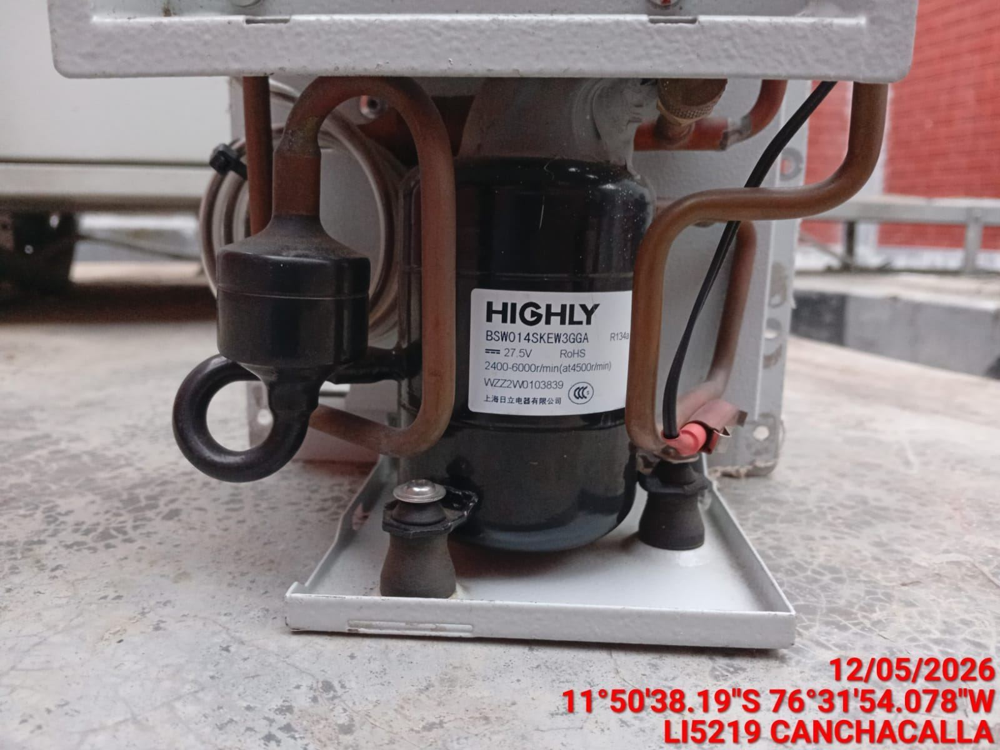 HIGHLY
BSW014SKEW3GGA R134a
27.5V RoHS
2400-6000r/min(at4500r/min)
WZZ2W0103839 CCC S
上海日立电器有限公司
12/05/2026
11°50'38.19"S 76°31'54.078"W
LI5219 CANCHACALLA